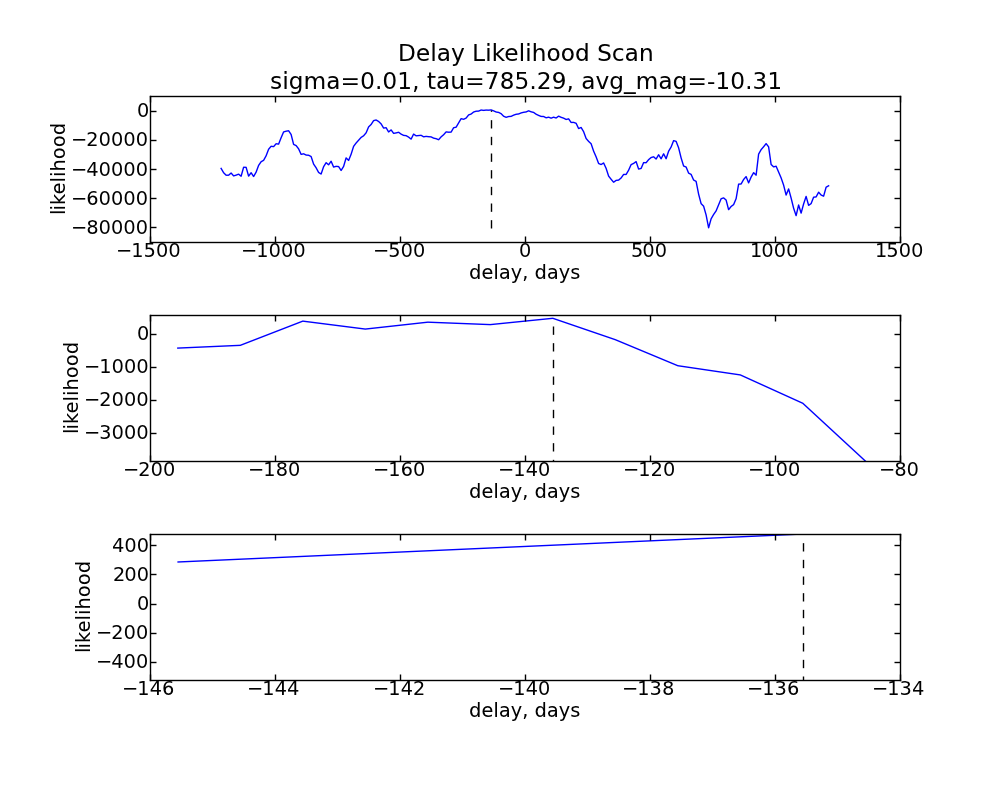 Delay Likelihood Scan
sigma=0.01, tau=785.29, avg_mag=-10.31
likelihood
0
−20000
−40000
−60000
−80000
−1500 −1000 −500 0 500 1000 1500
delay, days
likelihood
0
−1000
−2000
−3000
−200 −180 −160 −140 −120 −100 −80
delay, days
likelihood
400
200
0
−200
−400
−146 −144 −142 −140 −138 −136 −134
delay, days